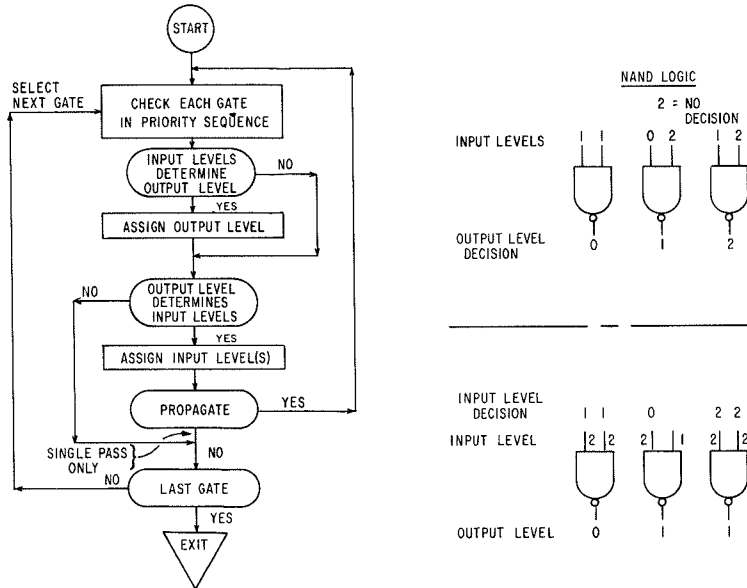 START
SELECT
NEXT GATE
CHECK EACH GATE
IN PRIORITY SEQUENCE
INPUT LEVELS
DETERMINE
OUTPUT LEVEL
NO
YES
ASSIGN OUTPUT LEVEL
NO
OUTPUT LEVEL
DETERMINES
INPUT LEVELS
YES
ASSIGN INPUT LEVEL(S)
PROPAGATE
YES
SINGLE PASS
ONLY
NO
NO
LAST GATE
YES
EXIT
NAND LOGIC
2 = NO
DECISION
INPUT LEVELS
1 1 0 2 1 2
OUTPUT LEVEL
DECISION
0 1 2
INPUT LEVEL
DECISION
1 1 0 2 2
INPUT LEVEL
2 2 2 1 2 2
OUTPUT LEVEL
0 1 1